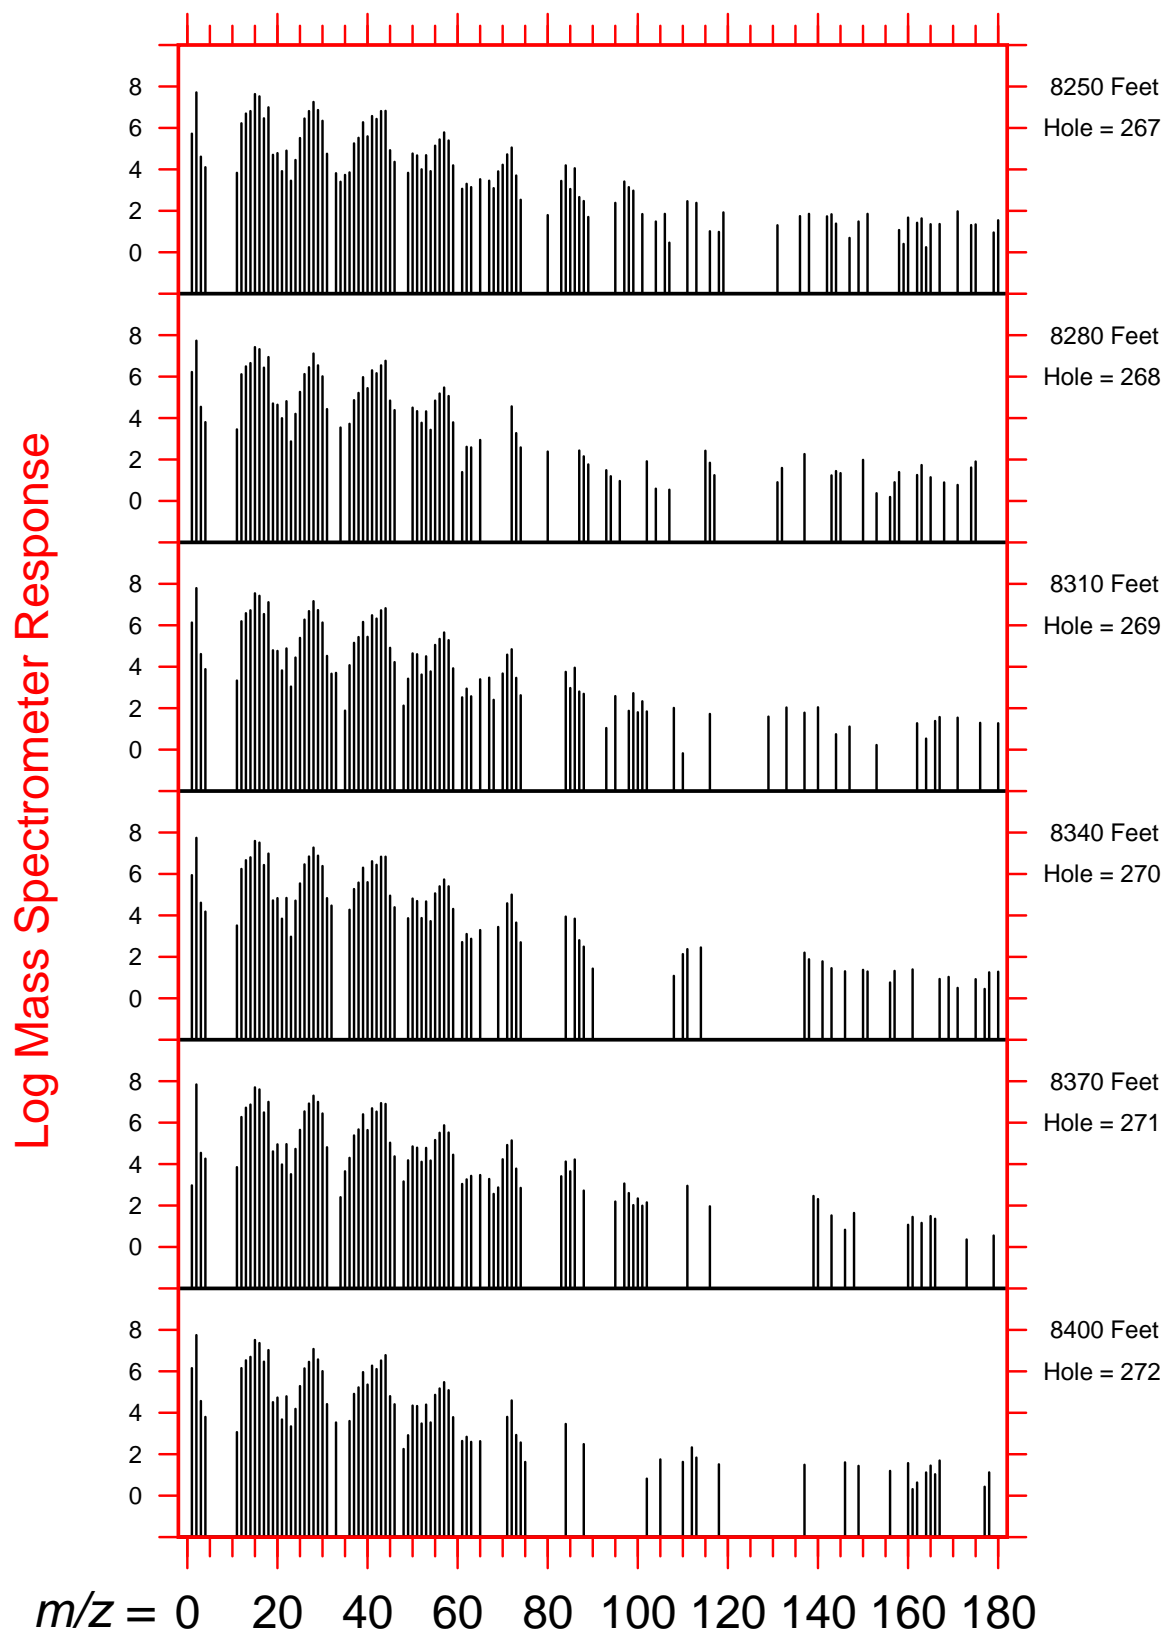 Log Mass Spectrometer Response
8
6
4
2
0
8250 Feet
Hole = 267
8
6
4
2
0
8280 Feet
Hole = 268
8
6
4
2
0
8310 Feet
Hole = 269
8
6
4
2
0
8340 Feet
Hole = 270
8
6
4
2
0
8370 Feet
Hole = 271
8
6
4
2
0
8400 Feet
Hole = 272
m/z = 0 20 40 60 80 100 120 140 160 180